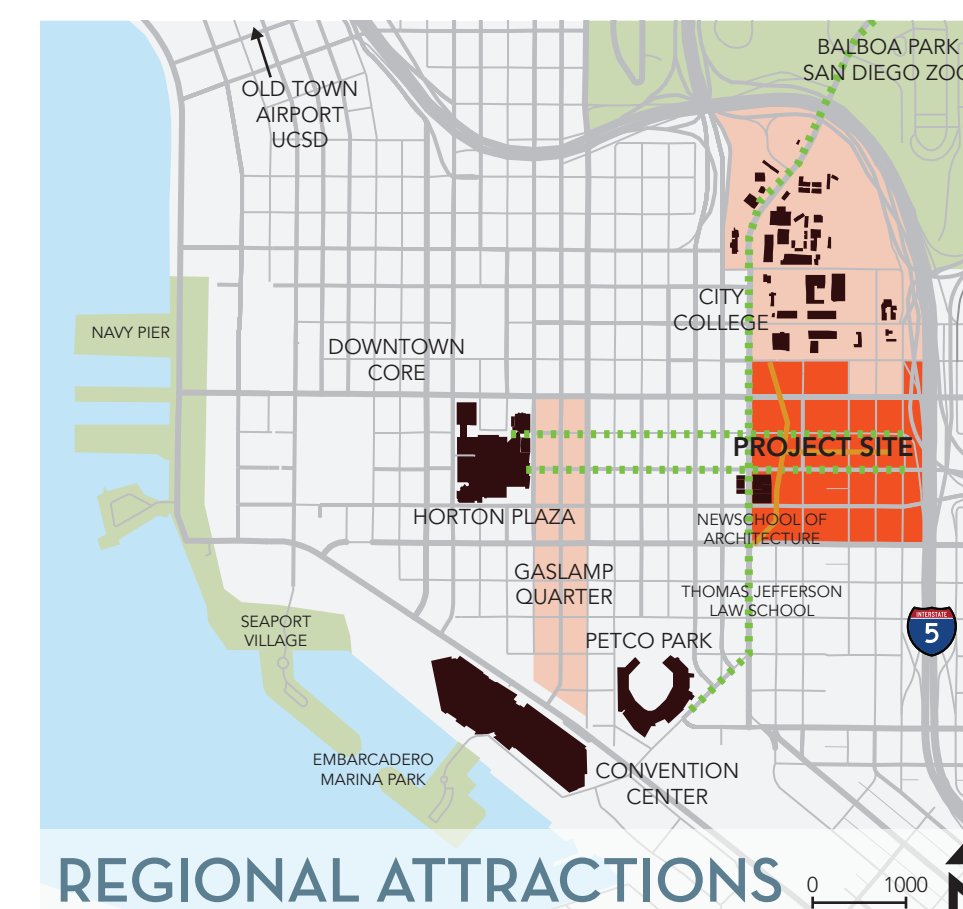 BALBOA PARK
SAN DIEGO ZOO
OLD TOWN
AIRPORT
UCSD
CITY
COLLEGE
NAVY PIER
DOWNTOWN
CORE
PROJECT SITE
HORTON PLAZA
NEWSCHOOL OF
ARCHITECTURE
GASLAMP
QUARTER
THOMAS JEFFERSON
LAW SCHOOL
INTERSTATE
5
SEAPORT
VILLAGE
PETCO PARK
EMBARCADERO
MARINA PARK
CONVENTION
CENTER
REGIONAL ATTRACTIONS
0 1000
N